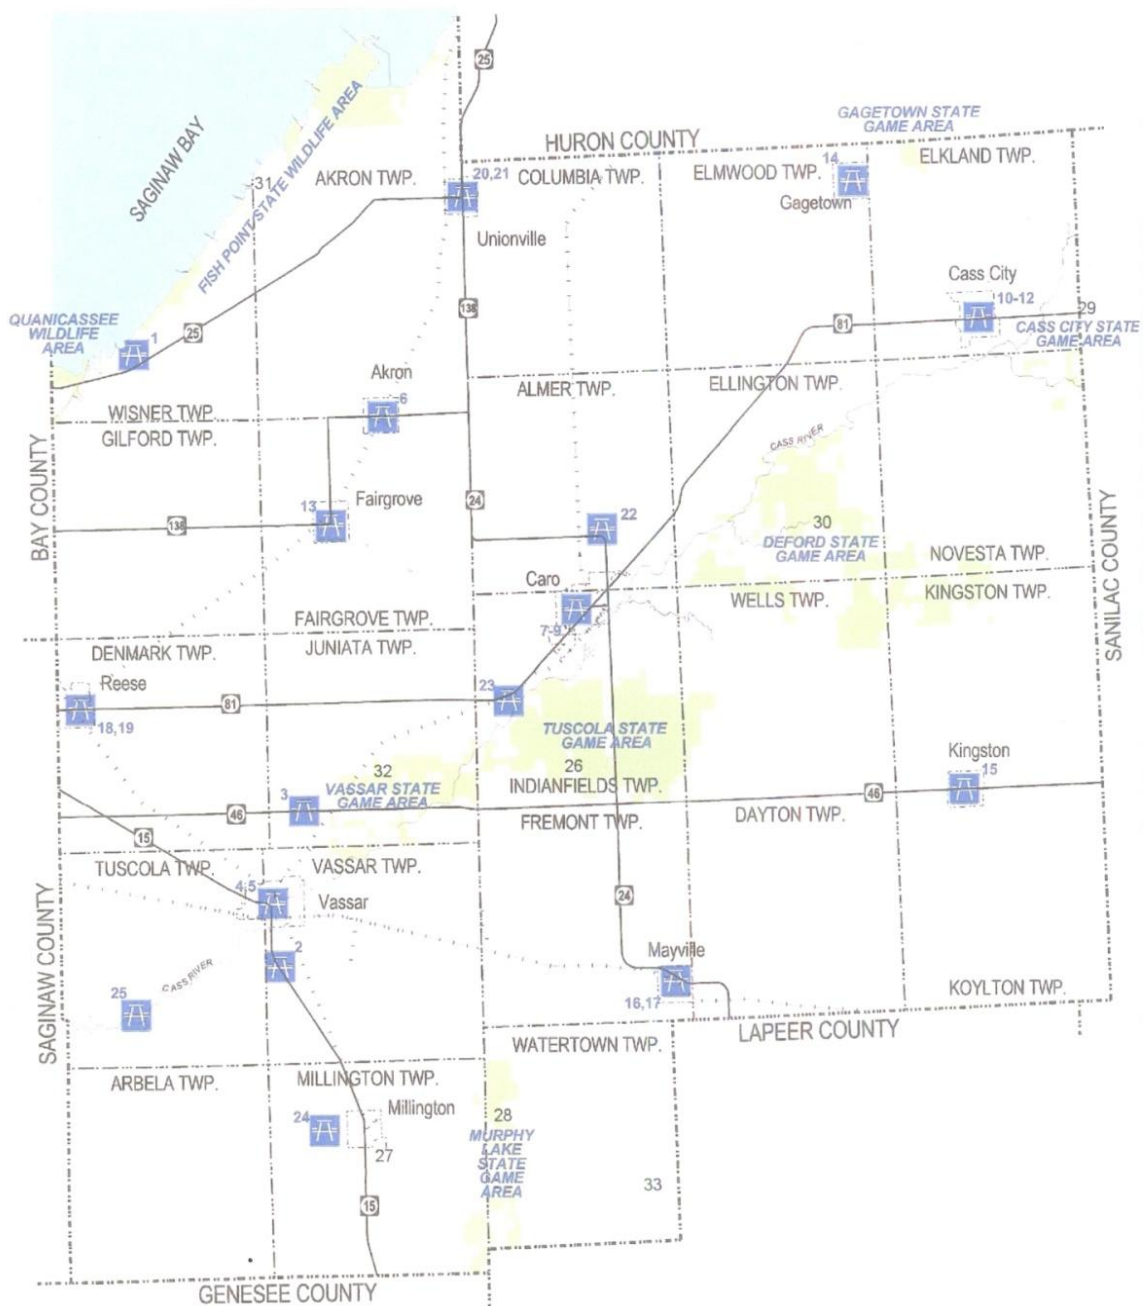 25
GAGETOWN STATE
GAME AREA
HURON COUNTY
ELKLAND TWP.
SAGINAW BAY
FISH POINT STATE WILDLIFE AREA
31
AKRON TWP.
20,21
COLUMBIA TWP.
ELMWOOD TWP.
14
Gagetown
Unionville
Cass City
10-12
138
QUANICASSEE
WILDLIFE
AREA
1
25
81
29
CASS CITY STATE
GAME AREA
Akron
6
ALMER TWP.
ELLINGTON TWP.
WISNER TWP.
GILFORD TWP.
CASS RIVER
BAY COUNTY
Fairgrove
13
138
24
22
30
DEFORD STATE
GAME AREA
NOVESTA TWP.
SANILAC COUNTY
Caro
7-9
WELLS TWP.
KINGSTON TWP.
FAIRGROVE TWP.
JUNIATA TWP.
DENMARK TWP.
Reese
18,19
81
23
TUSCOLA STATE
GAME AREA
26
INDIANFIELDS TWP.
Kingston
15
32
VASSAR STATE
GAME AREA
3
46
46
FREMONT TWP.
DAYTON TWP.
15
TUSCOLA TWP.
VASSAR TWP.
4-5
Vassar
24
SAGINAW COUNTY
2
CASS RIVER
25
Mayville
16,17
KOYLTON TWP.
LAPEER COUNTY
WATERTOWN TWP.
ARBELA TWP.
MILLINGTON TWP.
Millington
24
27
28
MURPHY
LAKE
STATE
GAME
AREA
33
15
GENESEE COUNTY